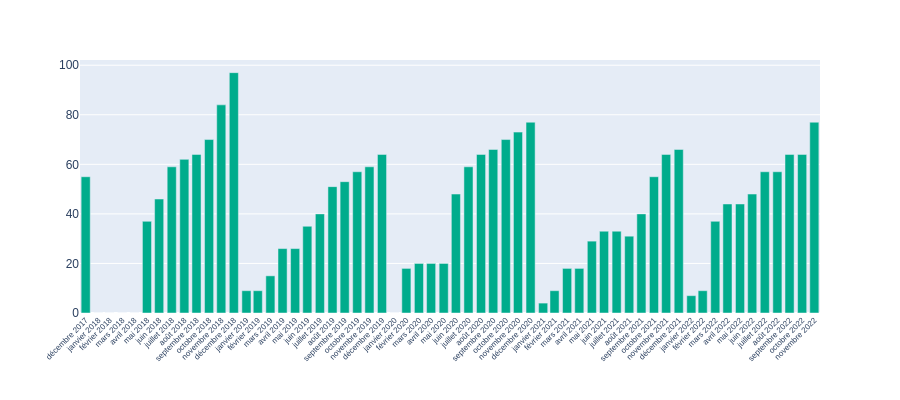 100
80
60
40
20
0
décembre 2017
janvier 2018
février 2018
mars 2018
avril 2018
mai 2018
juin 2018
juillet 2018
août 2018
septembre 2018
octobre 2018
novembre 2018
décembre 2018
janvier 2019
février 2019
mars 2019
avril 2019
mai 2019
juin 2019
juillet 2019
août 2019
septembre 2019
octobre 2019
novembre 2019
décembre 2019
janvier 2020
février 2020
mars 2020
avril 2020
mai 2020
juin 2020
juillet 2020
août 2020
septembre 2020
octobre 2020
novembre 2020
décembre 2020
janvier 2021
février 2021
mars 2021
avril 2021
mai 2021
juin 2021
juillet 2021
août 2021
septembre 2021
octobre 2021
novembre 2021
décembre 2021
janvier 2022
février 2022
mars 2022
avril 2022
mai 2022
juin 2022
juillet 2022
août 2022
septembre 2022
octobre 2022
novembre 2022